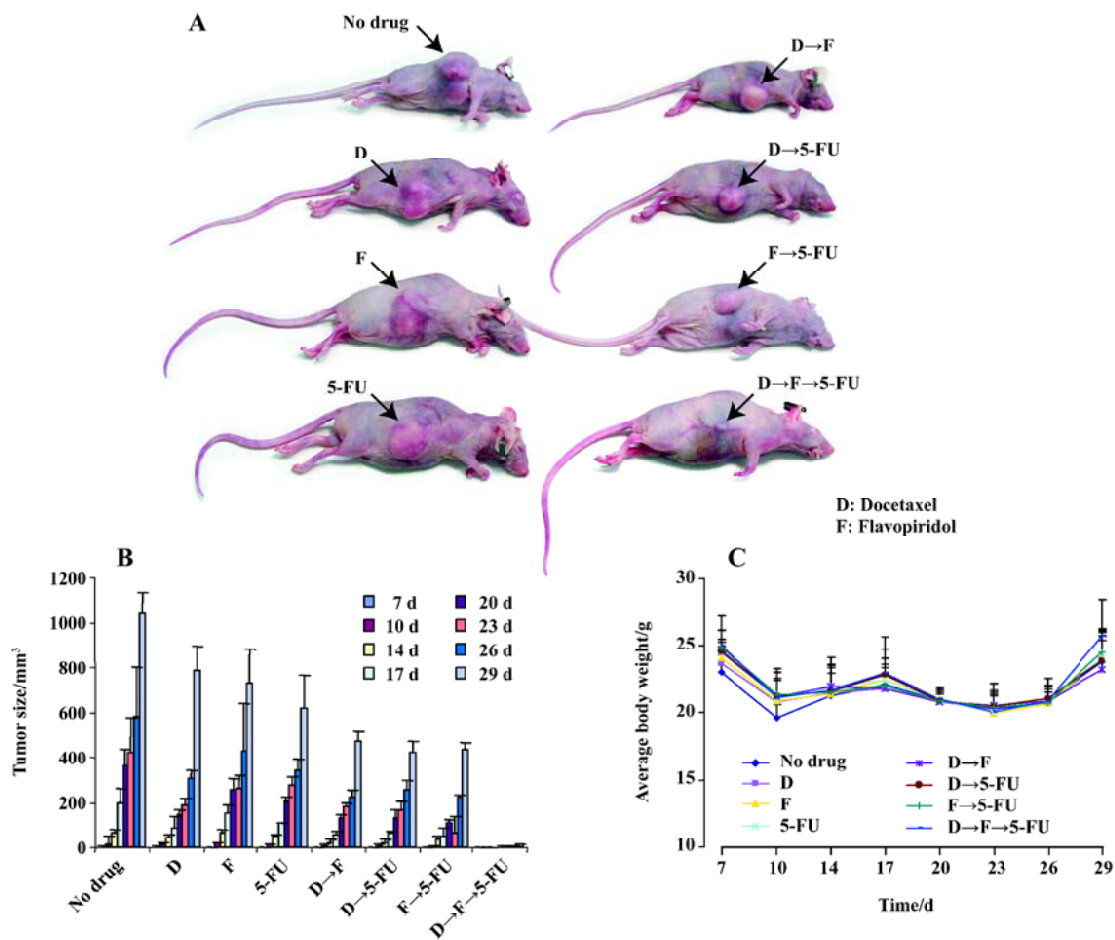 A
No drug
D→F
D
D→5-FU
F
F→5-FU
5-FU
D→F→5-FU
D: Docetaxel
F: Flavopiridol
B
Tumor size/mm³
1200
1000
800
600
400
200
0
7 d
10 d
14 d
17 d
20 d
23 d
26 d
29 d
No drug
D
F
5-FU
D→F
D→5-FU
F→5-FU
D→F→5-FU
C
Average body weight/g
30
25
20
15
10
No drug
D
F
5-FU
D→F
D→5-FU
F→5-FU
D→F→5-FU
7 10 14 17 20 23 26 29
Time/d